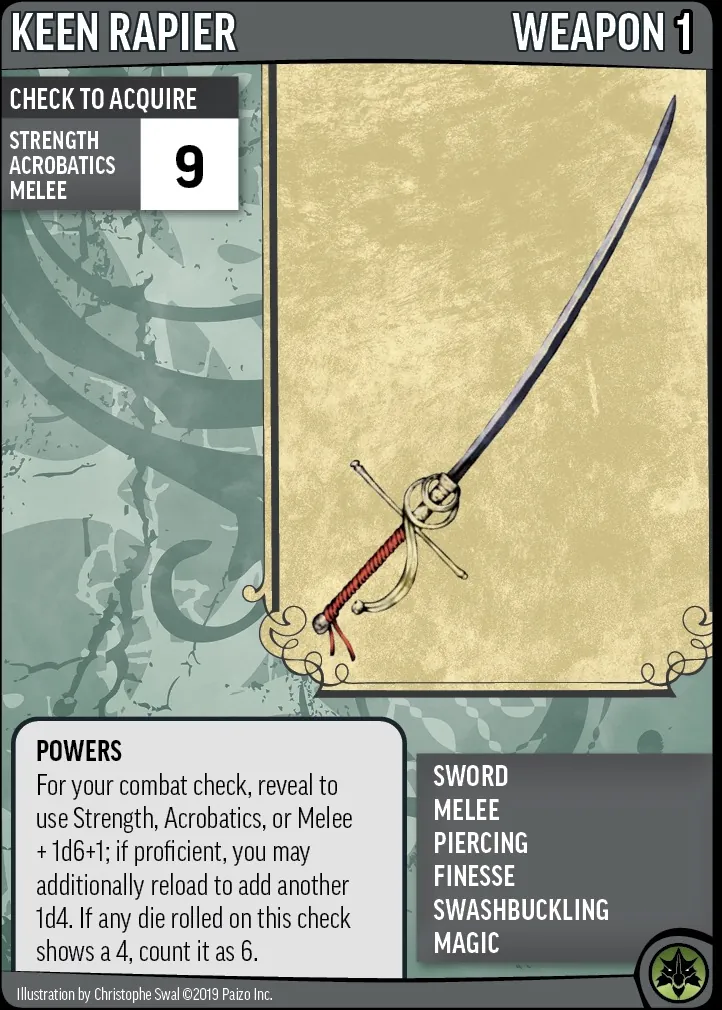 KEEN RAPIER
WEAPON 1
CHECK TO ACQUIRE
STRENGTH
ACROBATICS
MELEE
9
POWERS
For your combat check, reveal to
use Strength, Acrobatics, or Melee
+ 1d6+1; if proficient, you may
additionally reload to add another
1d4. If any die rolled on this check
shows a 4, count it as 6.
SWORD
MELEE
PIERCING
FINESSE
SWASHBUCKLING
MAGIC
Illustration by Christophe Swal ©2019 Paizo Inc.